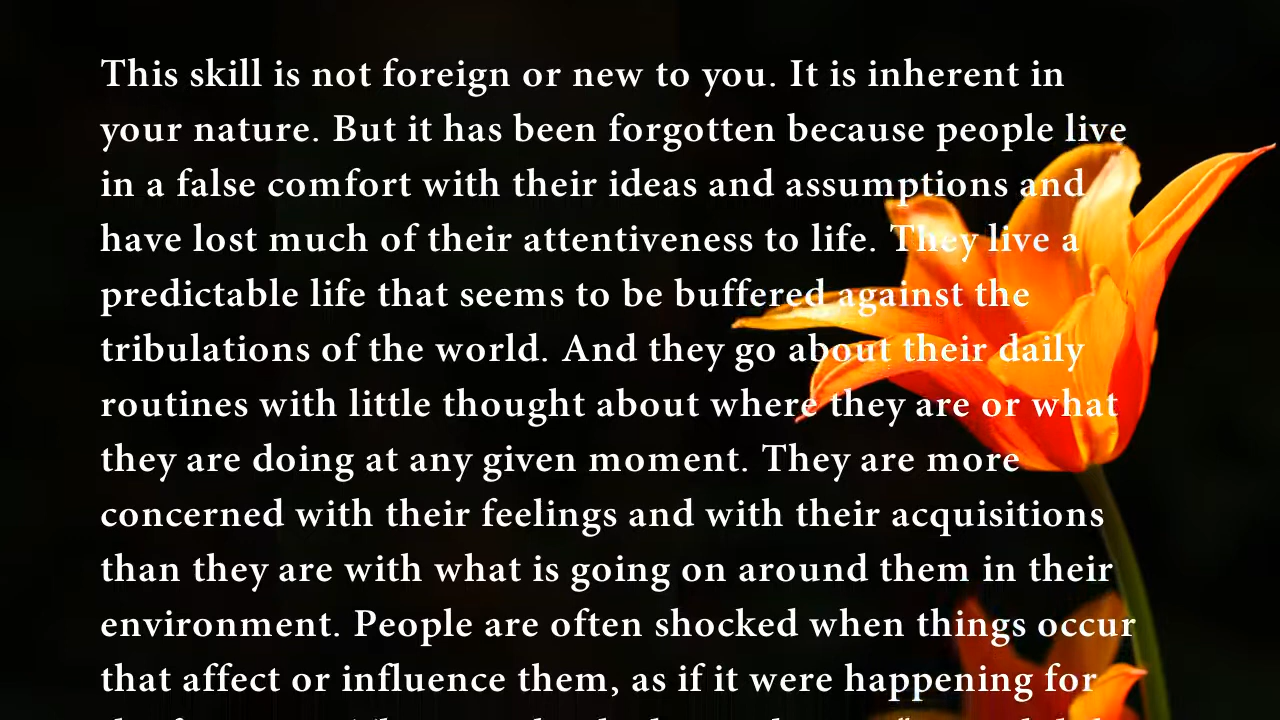 This skill is not foreign or new to you. It is inherent in
your nature. But it has been forgotten because people live
in a false comfort with their ideas and assumptions and
have lost much of their attentiveness to life. They live a
predictable life that seems to be buffered against the
tribulations of the world. And they go about their daily
routines with little thought about where they are or what
they are doing at any given moment. They are more
concerned with their feelings and with their acquisitions
than they are with what is going on around them in their
environment. People are often shocked when things occur
that affect or influence them, as if it were happening for